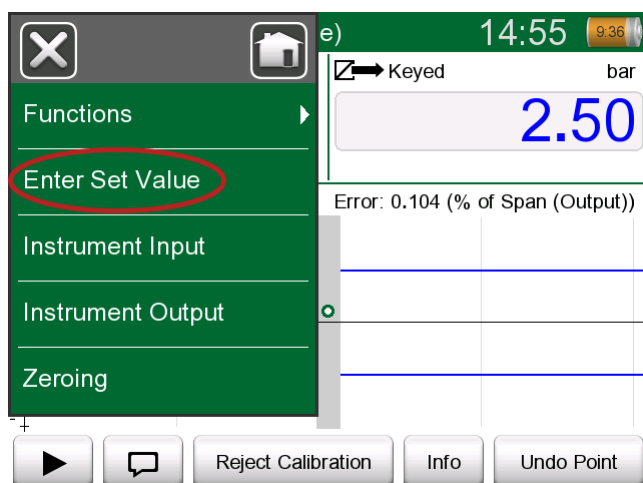 e) 14:55 9:36
Keyed bar
2.50
Functions
Enter Set Value
Error: 0.104 (% of Span (Output))
Instrument Input
Instrument Output
Zeroing
Reject Calibration Info Undo Point